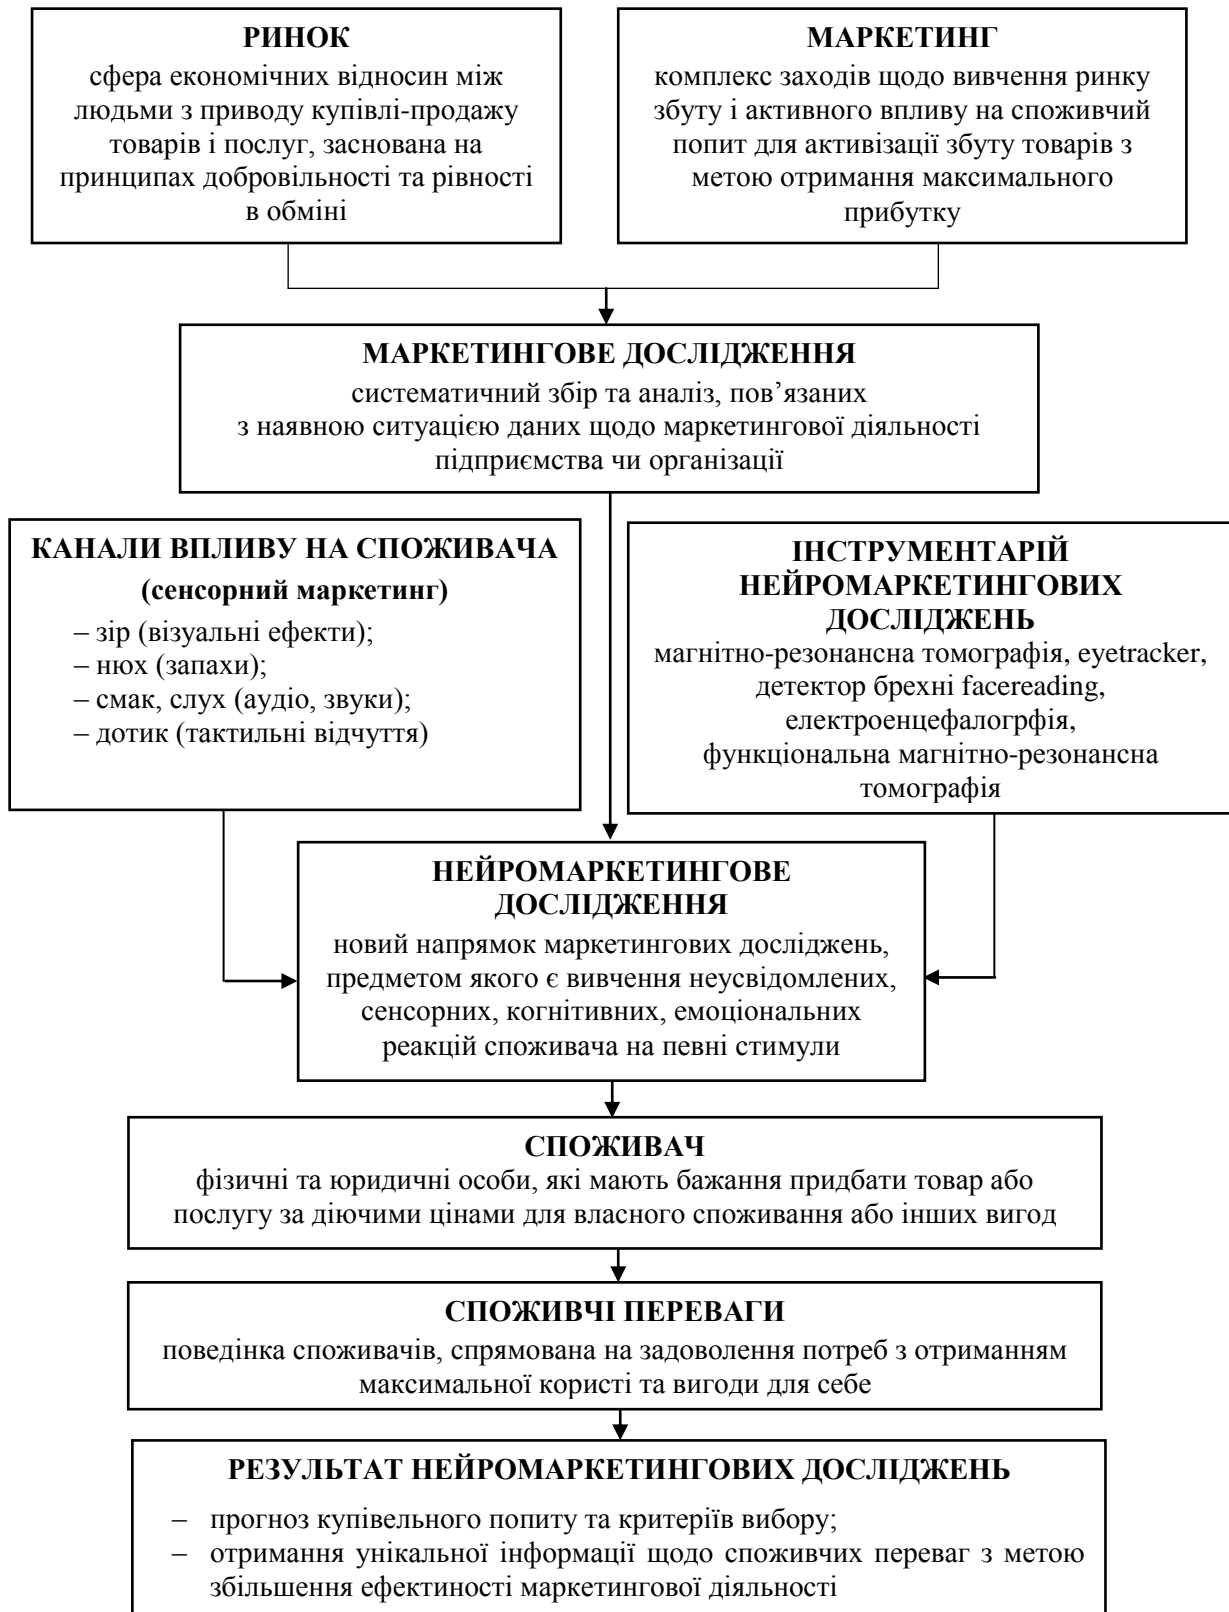 РИНОК
сфера економічних відносин між
людьми з приводу купівлі-продажу
товарів і послуг, заснована на
принципах добровільності та рівності
в обміні
МАРКЕТИНГ
комплекс заходів щодо вивчення ринку
збуту і активного впливу на споживчий
попит для активізації збуту товарів з
метою отримання максимального
прибутку
МАРКЕТИНГОВЕ ДОСЛІДЖЕННЯ
систематичний збір та аналіз, пов’язаних
з наявною ситуацією даних щодо маркетингової діяльності
підприємства чи організації
КАНАЛИ ВПЛИВУ НА СПОЖИВАЧА
(сенсорний маркетинг)
– зір (візуальні ефекти);
– нюх (запахи);
– смак, слух (аудіо, звуки);
– дотик (тактильні відчуття)
ІНСТРУМЕНТАРІЙ
НЕЙРОМАРКЕТИНГОВИХ
ДОСЛІДЖЕНЬ
магнітно-резонансна томографія, eyetracker,
детектор брехні facereading,
електроенцефалогрфія,
функціональна магнітно-резонансна
томографія
НЕЙРОМАРКЕТИНГОВЕ
ДОСЛІДЖЕННЯ
новий напрямок маркетингових досліджень,
предметом якого є вивчення неусвідомлених,
сенсорних, когнітивних, емоціональних
реакцій споживача на певні стимули
СПОЖИВАЧ
фізичні та юридичні особи, які мають бажання придбати товар або
послугу за діючими цінами для власного споживання або інших вигод
СПОЖИВЧІ ПЕРЕВАГИ
поведінка споживачів, спрямована на задоволення потреб з отриманням
максимальної користі та вигоди для себе
РЕЗУЛЬТАТ НЕЙРОМАРКЕТИНГОВИХ ДОСЛІДЖЕНЬ
– прогноз купівельного попиту та критеріїв вибору;
– отримання унікальної інформації щодо споживчих переваг з метою
збільшення ефектиності маркетингової діяльності